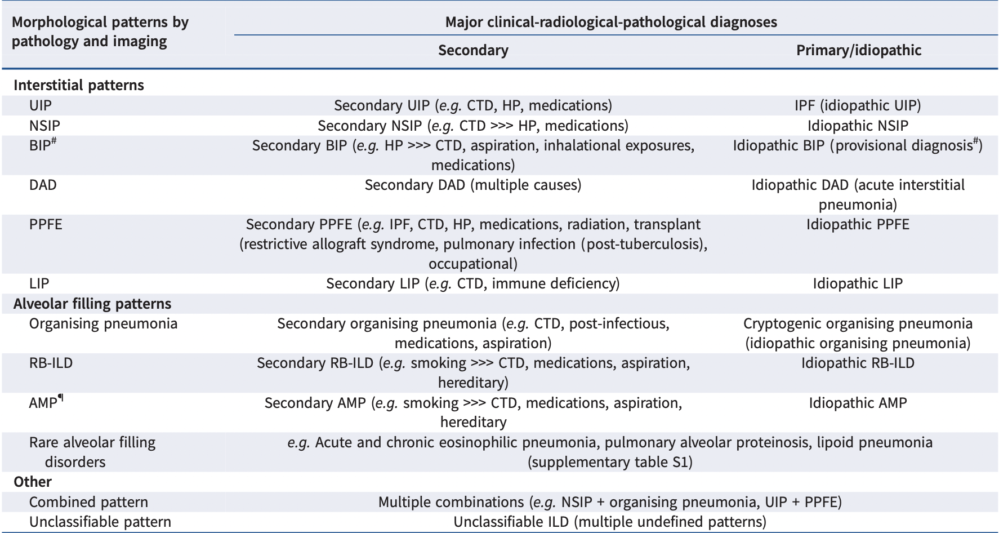 Morphological patterns by
pathology and imaging
Major clinical-radiological-pathological diagnoses
Secondary
Primary/idiopathic
Interstitial patterns
UIP
Secondary UIP (e.g. CTD, HP, medications)
IPF (idiopathic UIP)
NSIP
Secondary NSIP (e.g. CTD >>> HP, medications)
Idiopathic NSIP
BIP#
Secondary BIP (e.g. HP >>> CTD, aspiration, inhalational exposures,
medications)
Idiopathic BIP (provisional diagnosis#)
DAD
Secondary DAD (multiple causes)
Idiopathic DAD (acute interstitial
pneumonia)
PPFE
Secondary PPFE (e.g. IPF, CTD, HP, medications, radiation, transplant
(restrictive allograft syndrome, pulmonary infection (post-tuberculosis),
occupational)
Idiopathic PPFE
LIP
Secondary LIP (e.g. CTD, immune deficiency)
Idiopathic LIP
Alveolar filling patterns
Organising pneumonia
Secondary organising pneumonia (e.g. CTD, post-infectious,
medications, aspiration)
Cryptogenic organising pneumonia
(idiopathic organising pneumonia)
RB-ILD
Secondary RB-ILD (e.g. smoking >>> CTD, medications, aspiration,
hereditary)
Idiopathic RB-ILD
AMP¶
Secondary AMP (e.g. smoking >>> CTD, medications, aspiration,
hereditary
Idiopathic AMP
Rare alveolar filling
disorders
e.g. Acute and chronic eosinophilic pneumonia, pulmonary alveolar proteinosis, lipoid pneumonia
(supplementary table S1)
Other
Combined pattern
Multiple combinations (e.g. NSIP + organising pneumonia, UIP + PPFE)
Unclassifiable pattern
Unclassifiable ILD (multiple undefined patterns)